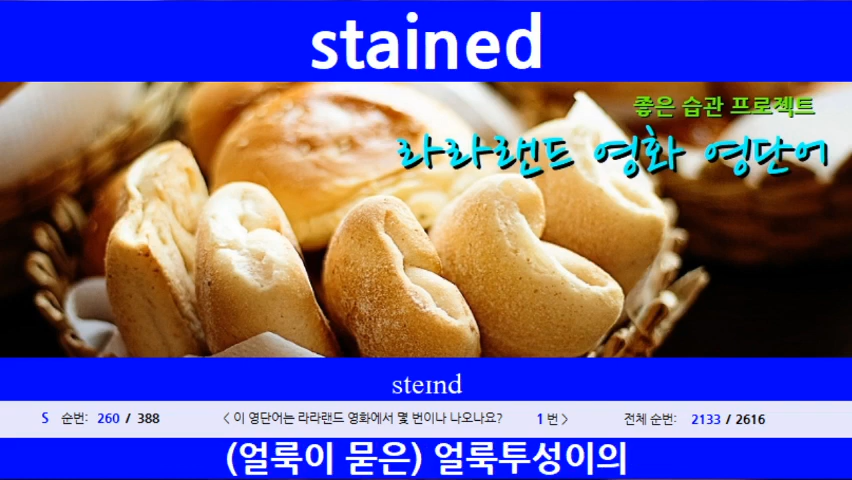 stained
좋은 습관 프로젝트
라라랜드 영화 영단어
steɪnd
S 순번: 260 / 388 < 이 영단어는 라라랜드 영화에서 몇 번이나 나오나요? 1 번 > 전체 순번: 2133 / 2616
(얼룩이 묻은) 얼룩투성이의